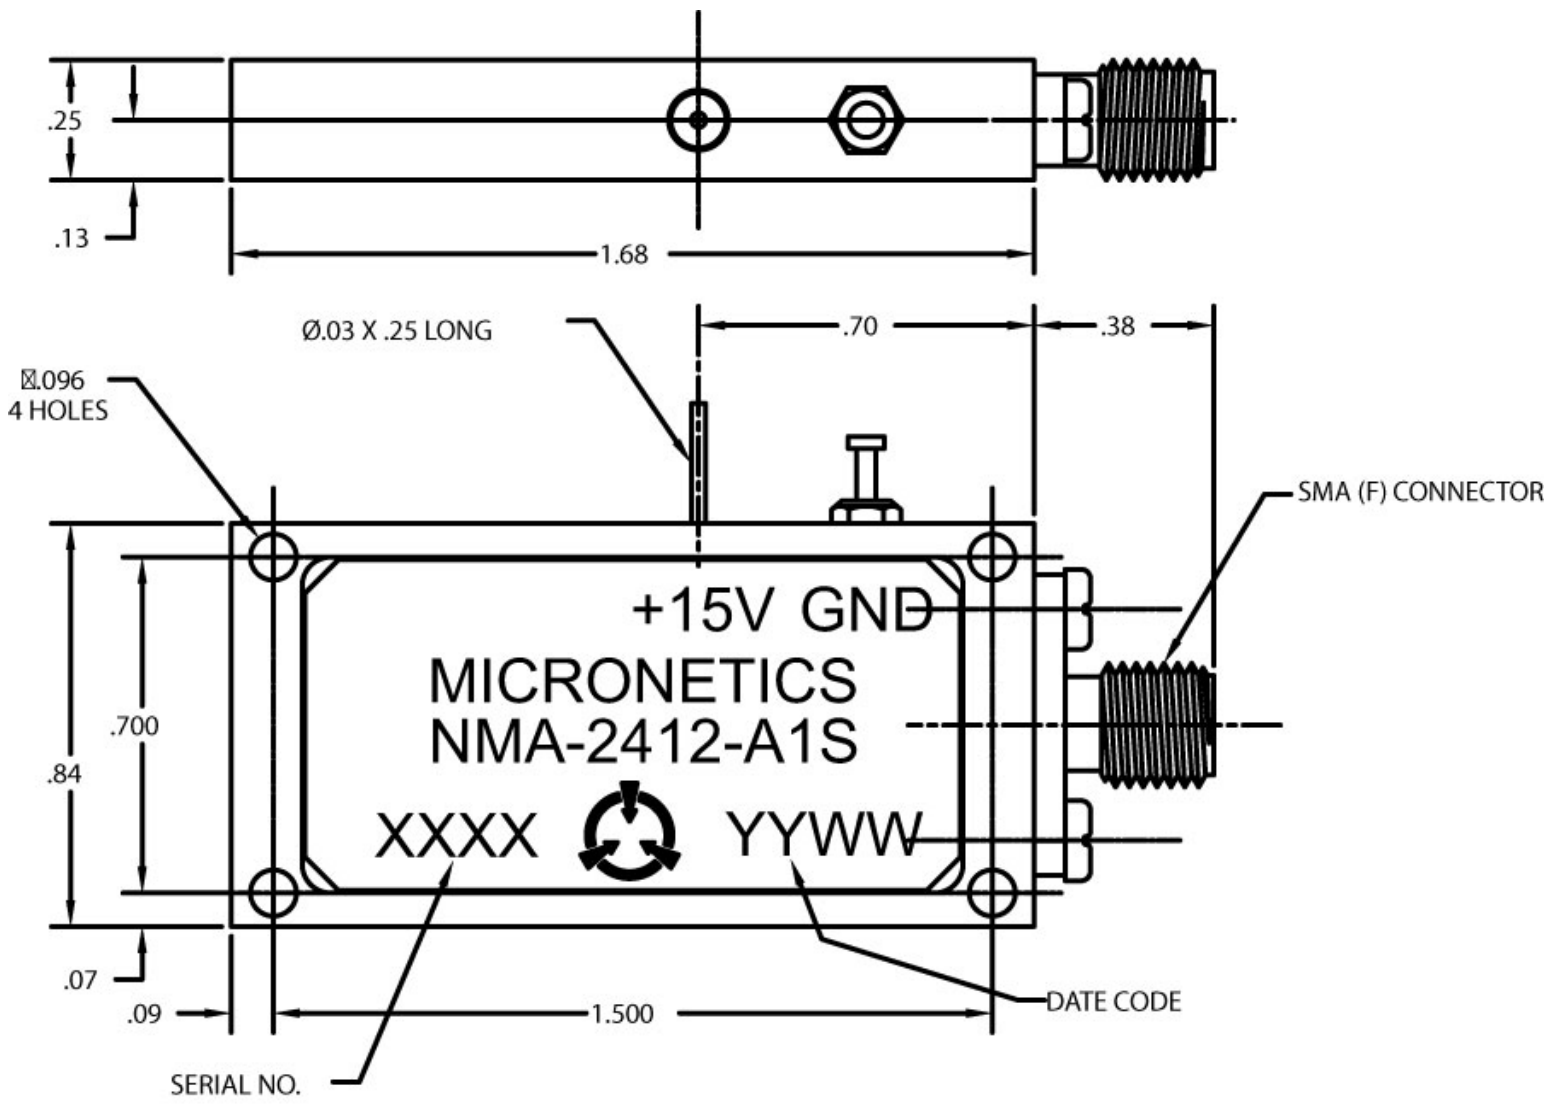 .25
.13
1.68
Ø.03 X .25 LONG
.70
.38
.096
4 HOLES
SMA (F) CONNECTOR
+15V GND
MICRONETICS
NMA-2412-A1S
.700
.84
XXXX
YYWW
.07
.09
1.500
DATE CODE
SERIAL NO.